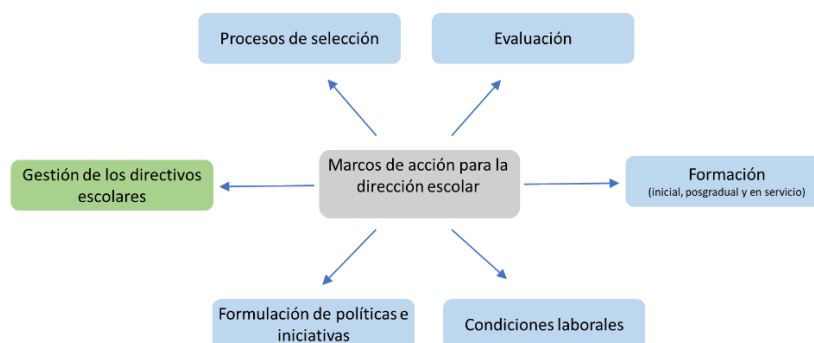 Procesos de selección
Evaluación
Gestión de los directivos
escolares
Marcos de acción para la
dirección escolar
Formación
(inicial, posgradual y en servicio)
Formulación de políticas e
iniciativas
Condiciones laborales